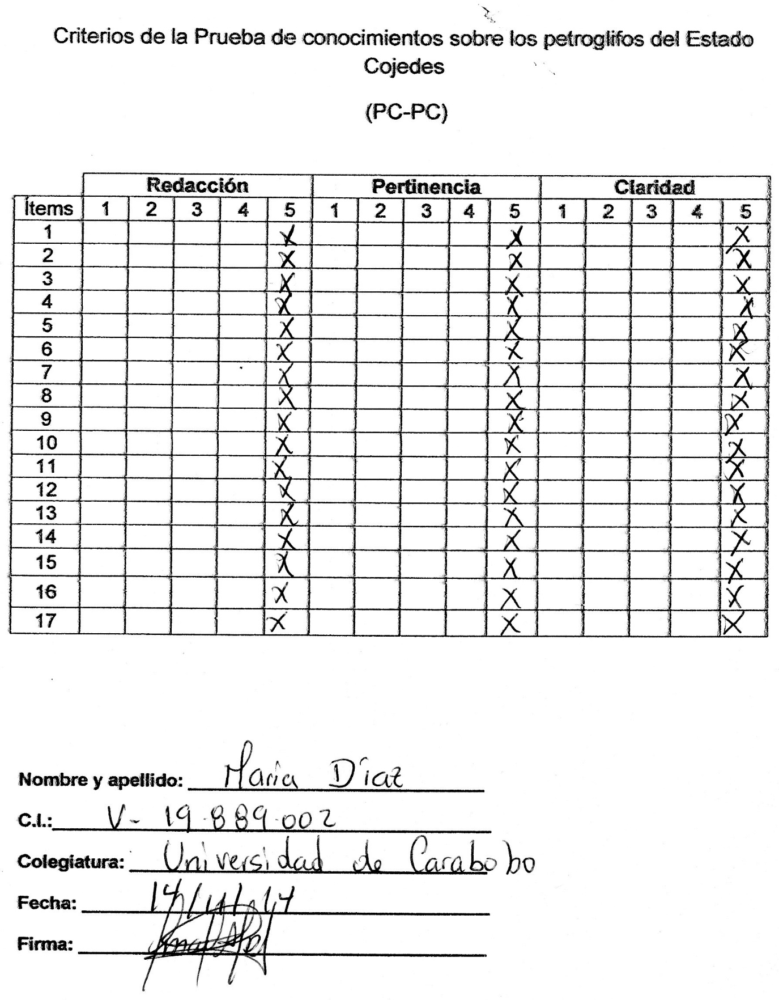 Criterios de la Prueba de conocimientos sobre los petroglifos del Estado
Cojedes
(PC-PC)
Redacción Pertinencia Claridad
Ítems 1 2 3 4 5 1 2 3 4 5 1 2 3 4 5
1 X X X
2 X X X
3 X X X
4 X X X
5 X X X
6 X X X
7 X X X
8 X X X
9 X X X
10 X X X
11 X X X
12 X X X
13 X X X
14 X X X
15 X X X
16 X X X
17 X X X
Nombre y apellido: María Díaz
C.I.: V- 19.889.002
Colegiatura: Universidad de Carabobo
Fecha: 14/11/14
Firma: